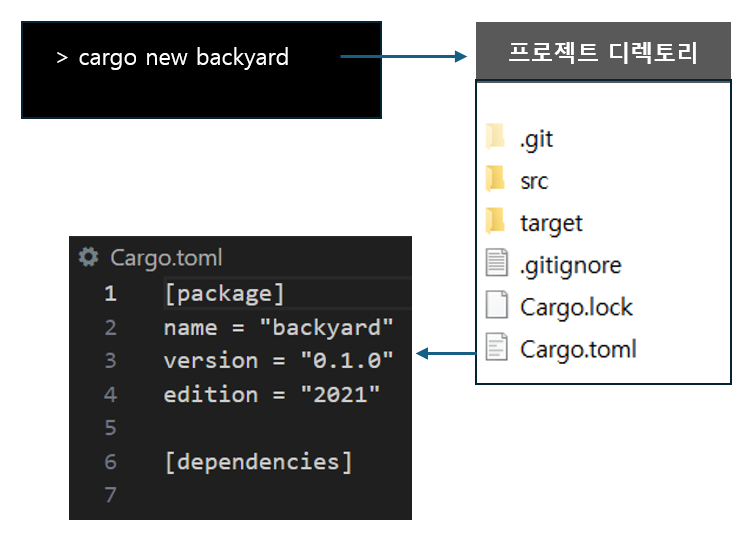 > cargo new backyard
프로젝트 디렉토리
.git
src
target
.gitignore
Cargo.lock
Cargo.toml
Cargo.toml
1 [package]
2 name = "backyard"
3 version = "0.1.0"
4 edition = "2021"
5
6 [dependencies]
7